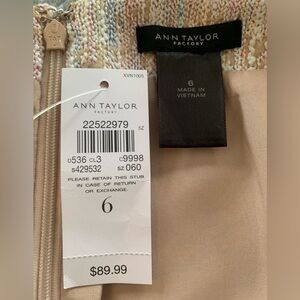 XVN1005
ANN TAYLOR
FACTORY
22522979
SZ
D536 CL3 C9998
S429532 SZ 060
PLEASE RETAIN THIS STUB
IN CASE OF RETURN
OR EXCHANGE.
6
$89.99
ANN TAYLOR
FACTORY
6
MADE IN
VIETNAM